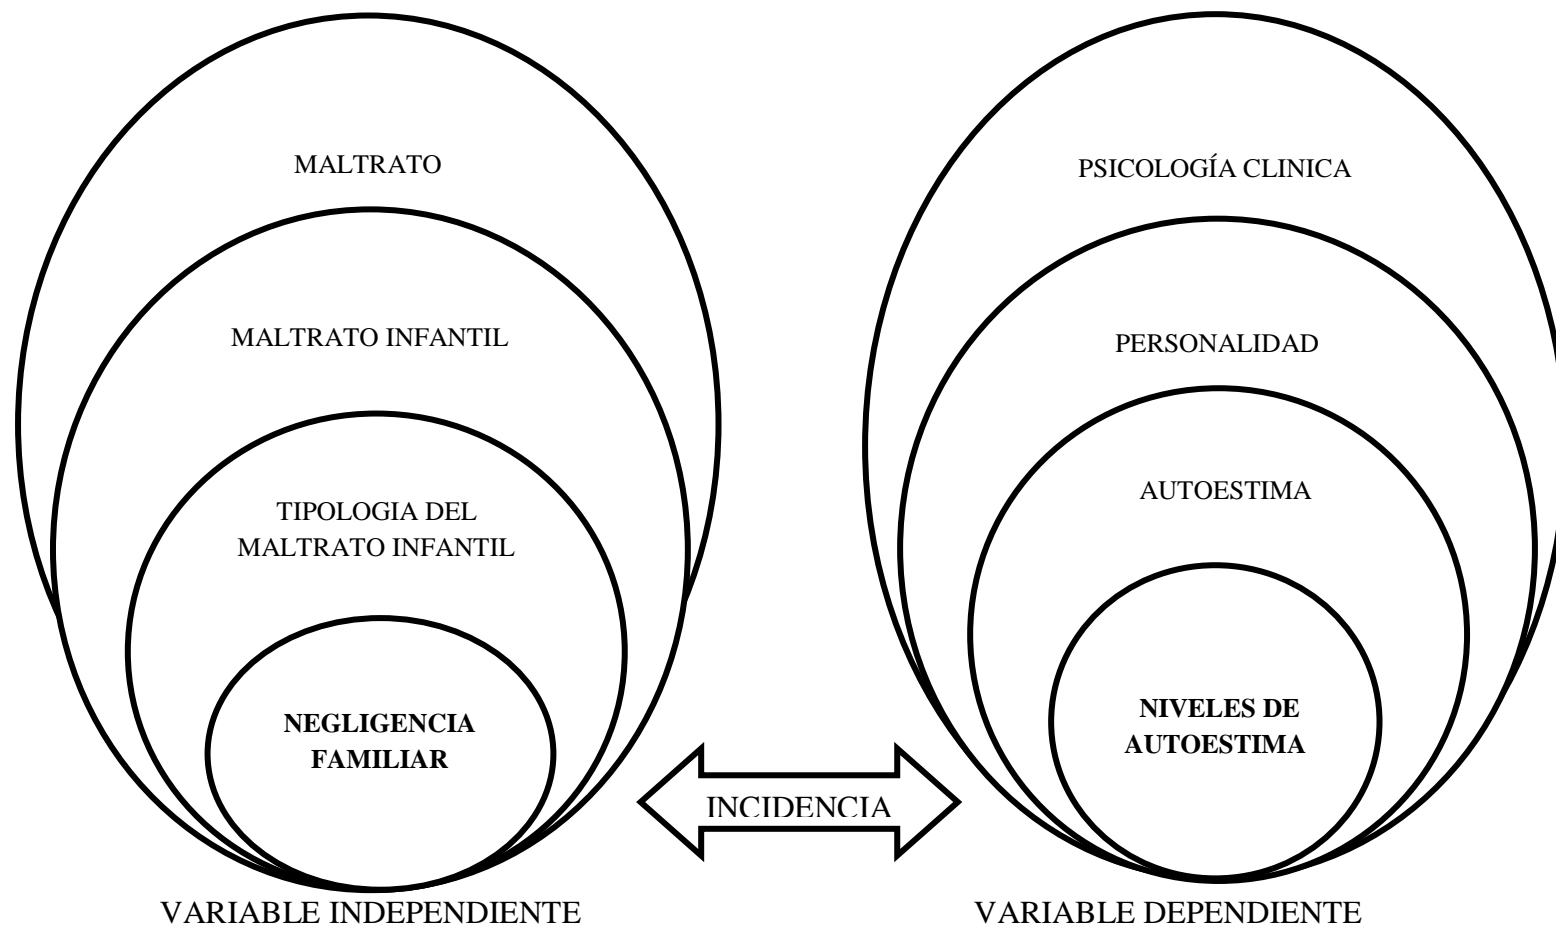 MALTRATO
MALTRATO INFANTIL
TIPOLOGIA DEL
MALTRATO INFANTIL
NEGLIGENCIA
FAMILIAR
VARIABLE INDEPENDIENTE
INCIDENCIA
PSICOLOGÍA CLINICA
PERSONALIDAD
AUTOESTIMA
NIVELES DE
AUTOESTIMA
VARIABLE DEPENDIENTE